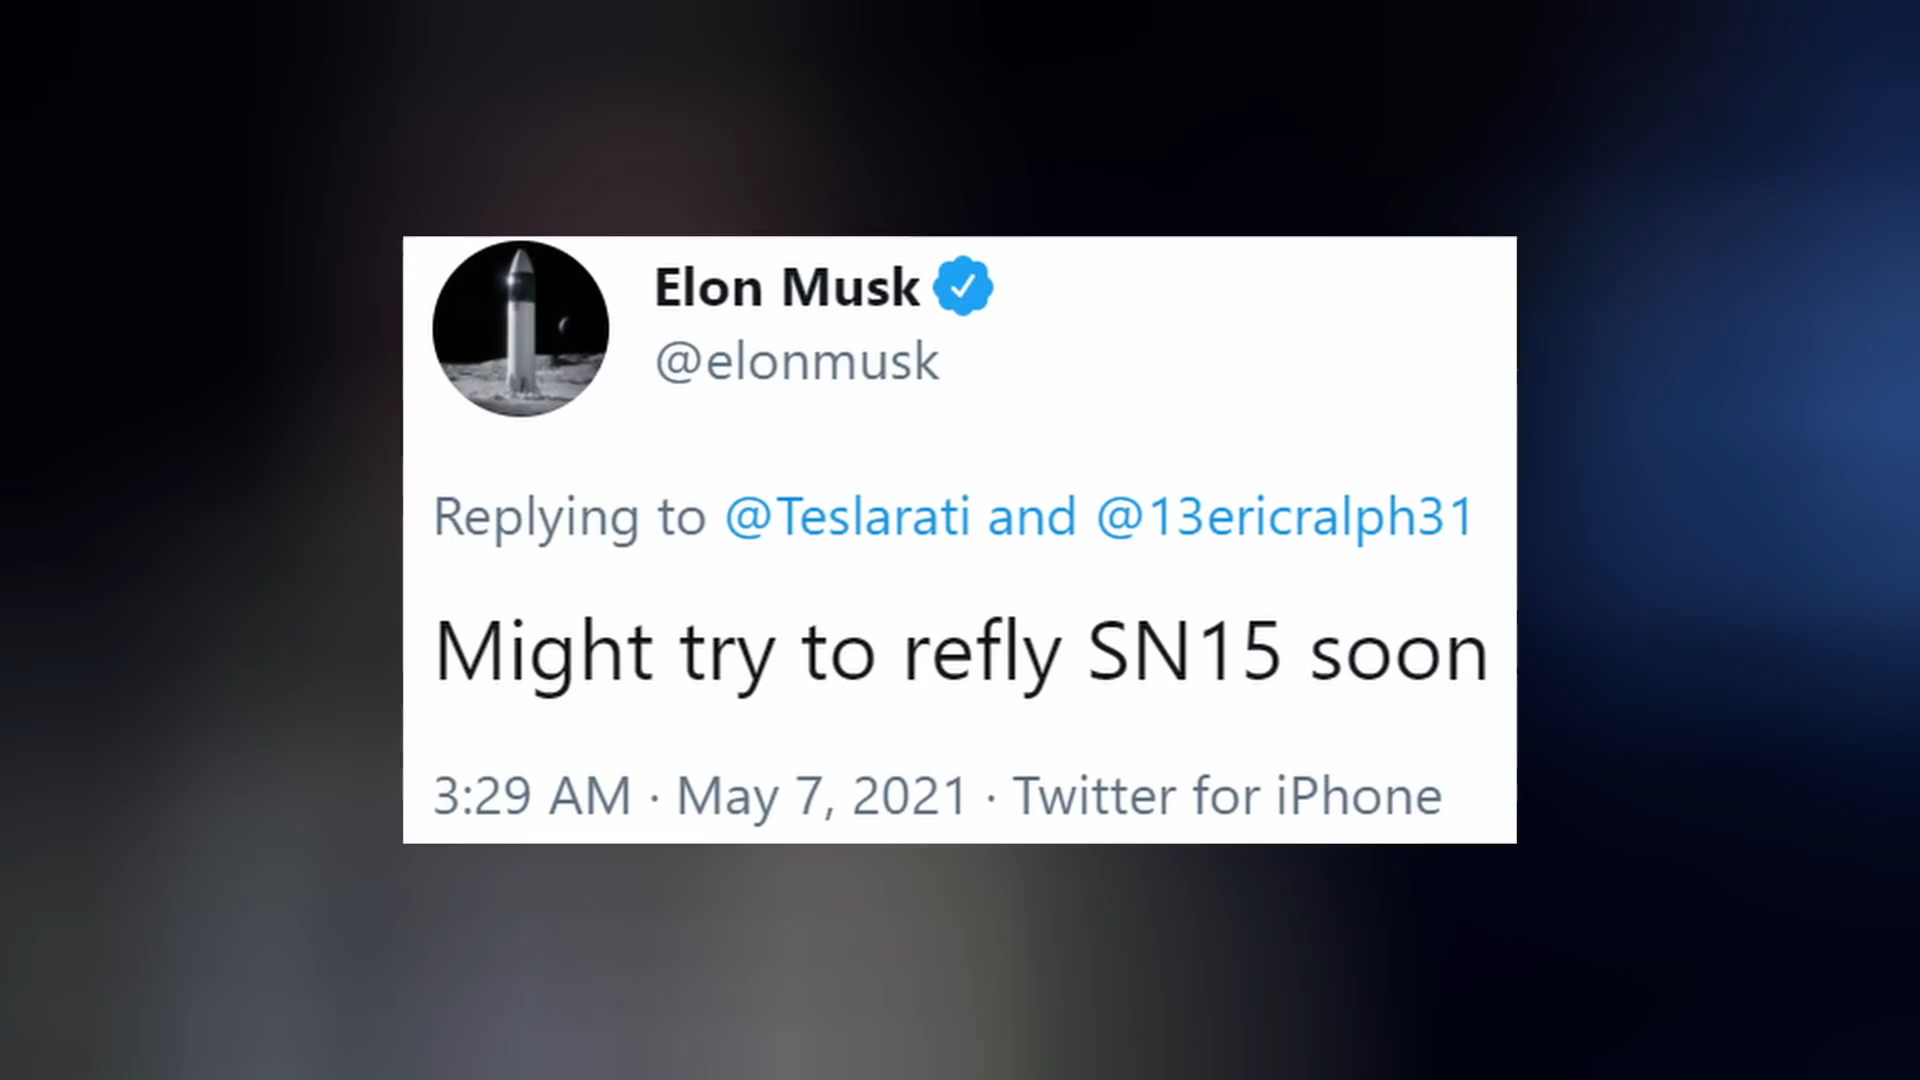 Elon Musk
@elonmusk
Replying to @Teslarati and @13ericralph31
Might try to refly SN15 soon
3:29 AM · May 7, 2021 · Twitter for iPhone